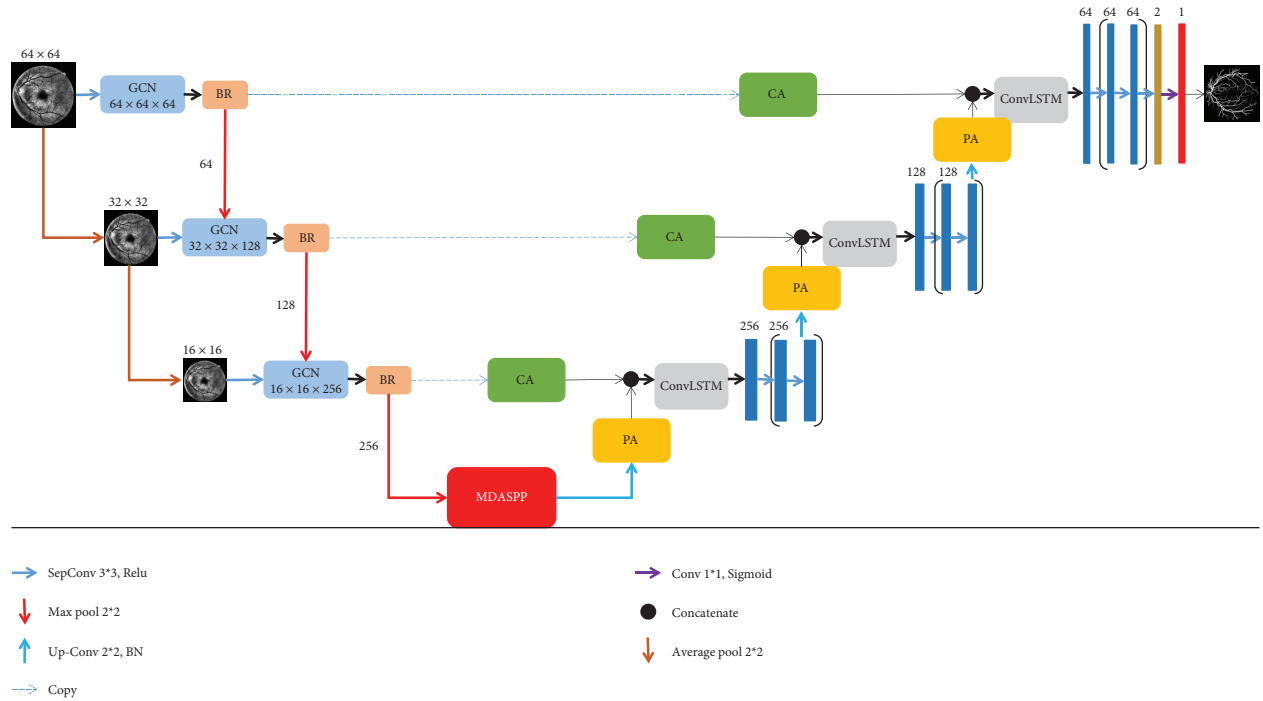 64 64 64 2 1
64 × 64
GCN
64 × 64 × 64
BR
CA
ConvLSTM
PA
64
128 128
32 × 32
GCN
32 × 32 × 128
BR
CA
ConvLSTM
PA
128
256 256
16 × 16
GCN
16 × 16 × 256
BR
CA
ConvLSTM
PA
256
MDASPP
SepConv 3*3, Relu
Max pool 2*2
Up-Conv 2*2, BN
Copy
Conv 1*1, Sigmoid
Concatenate
Average pool 2*2